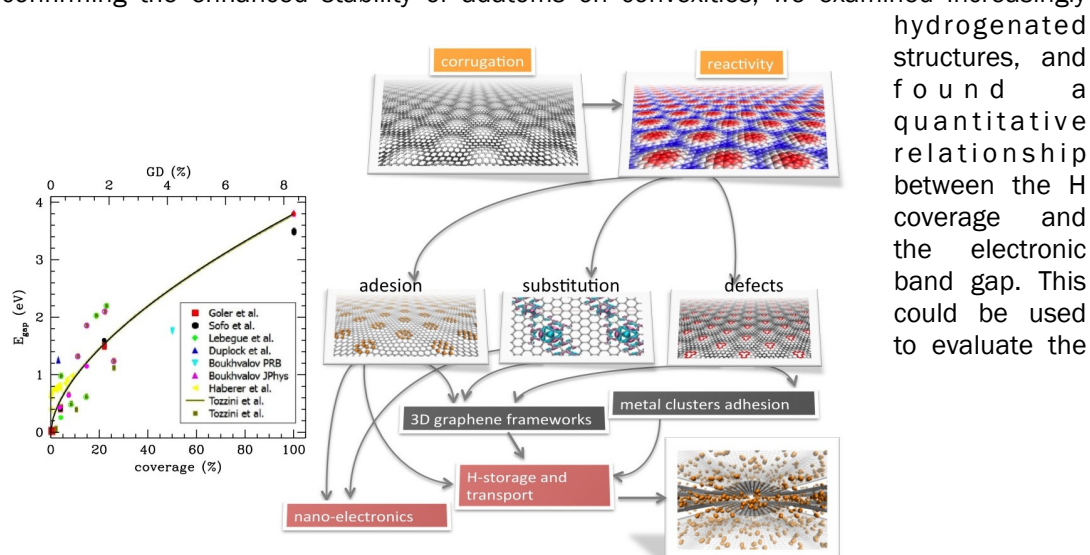 confirming the enhanced stability of adatoms on convexities, we examined increasingly
hydrogenated
structures, and
found a
quantitative
relationship
between the H
coverage and
the electronic
band gap. This
could be used
to evaluate the
corrugation
reactivity
GD (%)
0 2 4 6 8
4
3
2
1
0
E_gap (eV)
Goler et al.
Sofo et al.
Lebegue et al.
Duplock et al.
Boukhvalov PRB
Boukhvalov JPhys
Haberer et al.
Tozzini et al.
Tozzini et al.
0 20 40 60 80 100
coverage (%)
adesion
substitution
defects
3D graphene frameworks
metal clusters adhesion
H-storage and
transport
nano-electronics